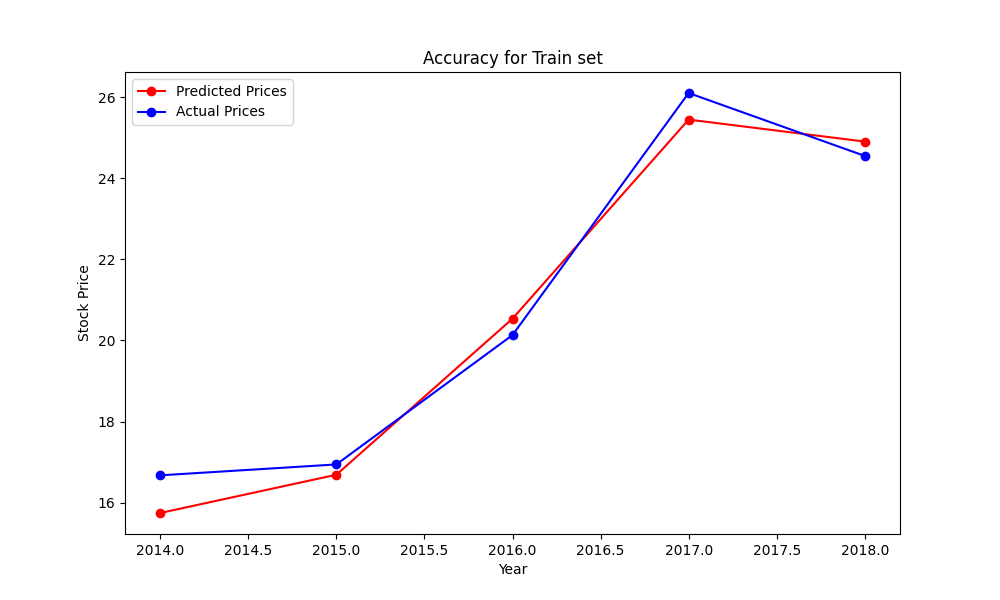 Accuracy for Train set
Predicted Prices
Actual Prices
26
24
22
20
18
16
Stock Price
2014.0 2014.5 2015.0 2015.5 2016.0 2016.5 2017.0 2017.5 2018.0
Year